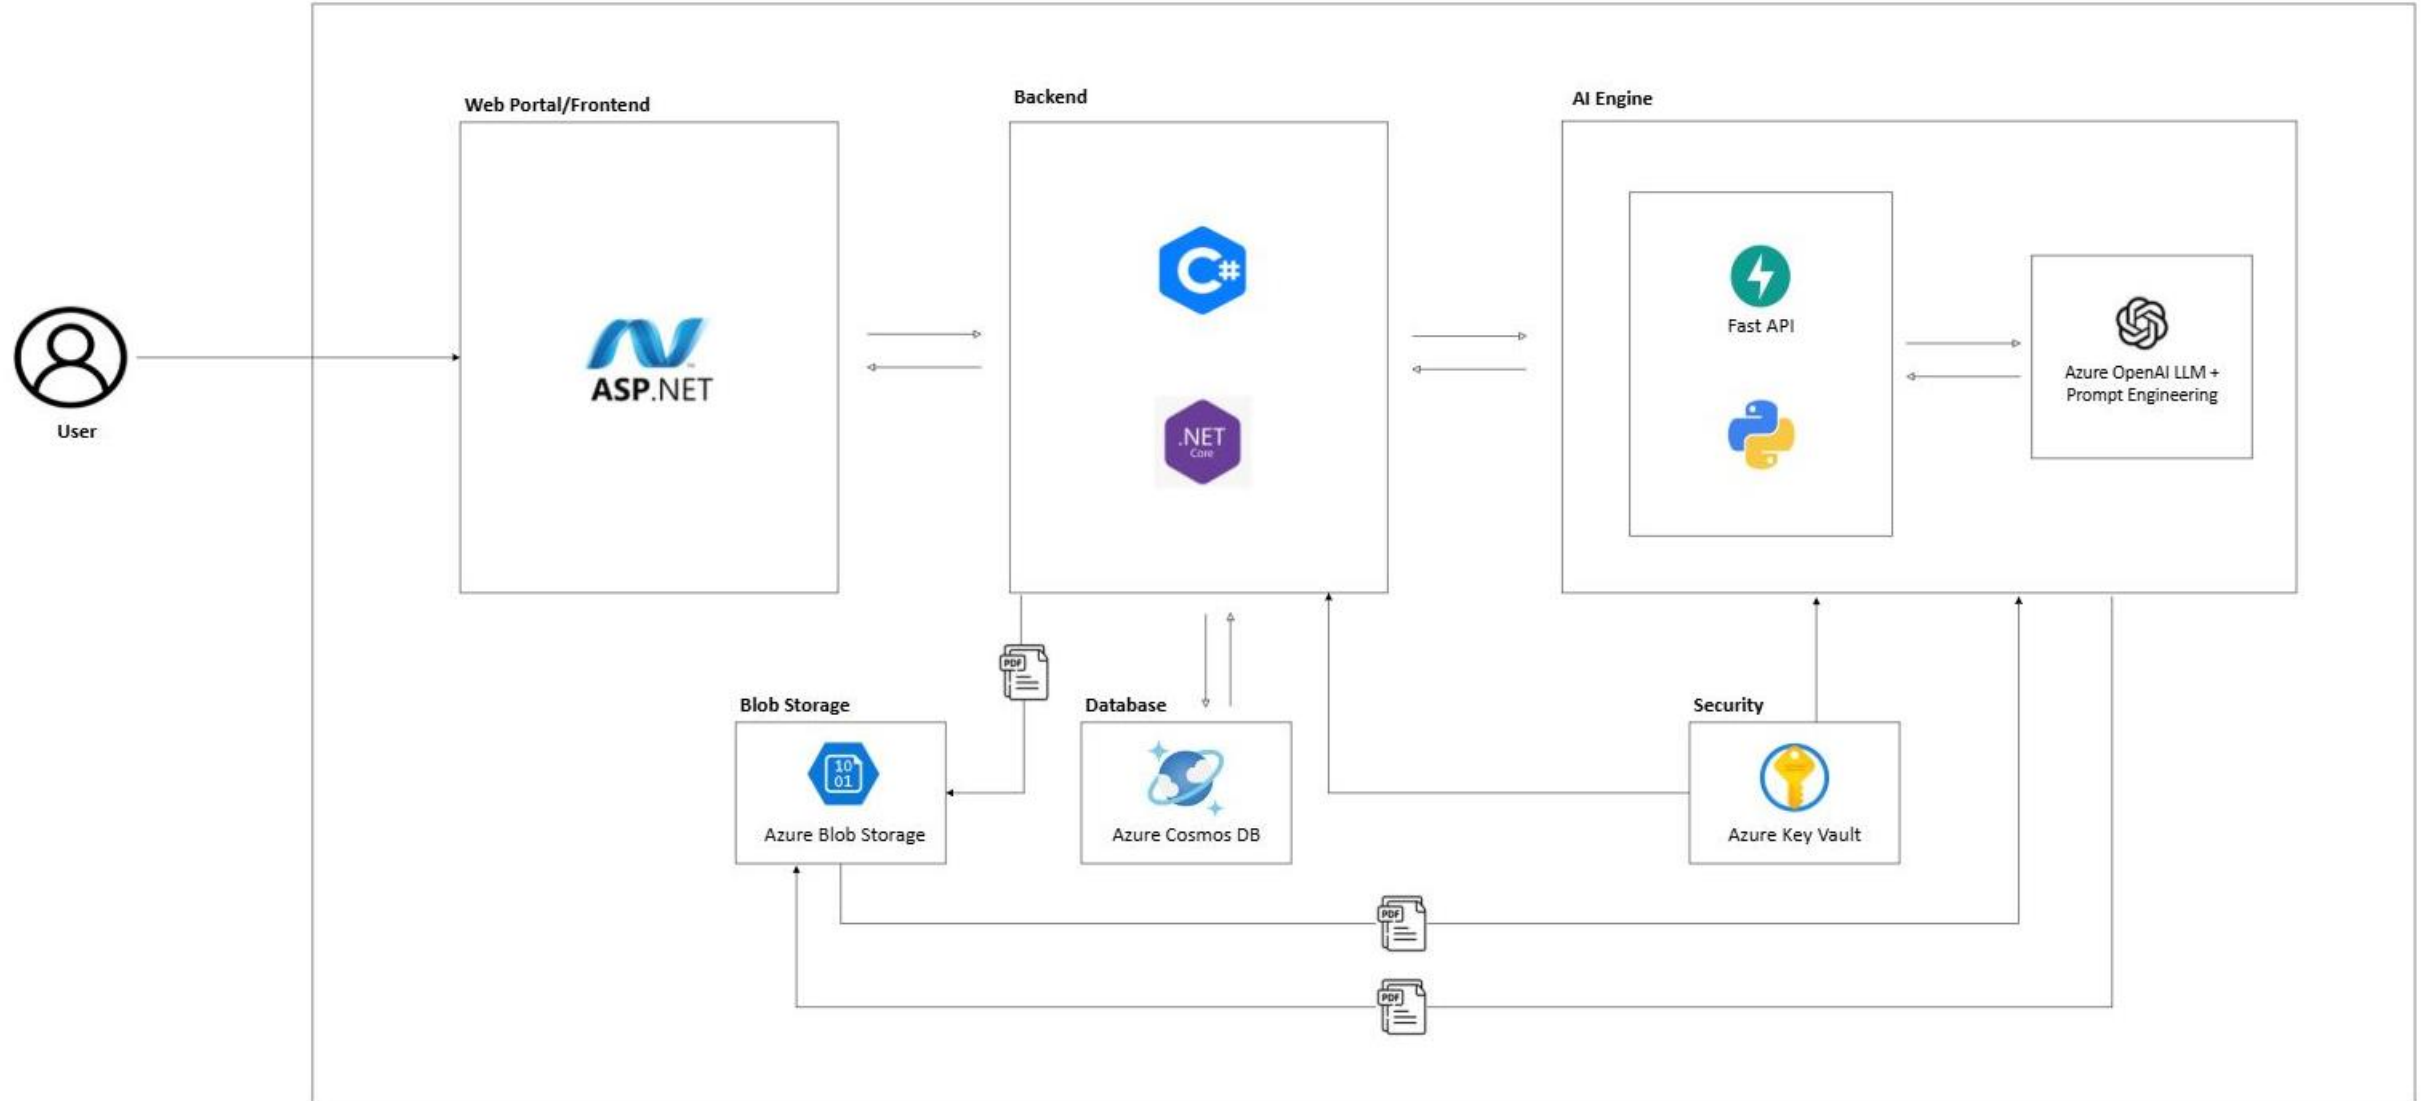 Web Portal/Frontend
Backend
AI Engine
C#
Fast API
ASP.NET
.NET
Core
Azure OpenAI LLM +
Prompt Engineering
User
PDF
Blob Storage
Database
Security
10
01
Azure Blob Storage
Azure Cosmos DB
Azure Key Vault
PDF
PDF